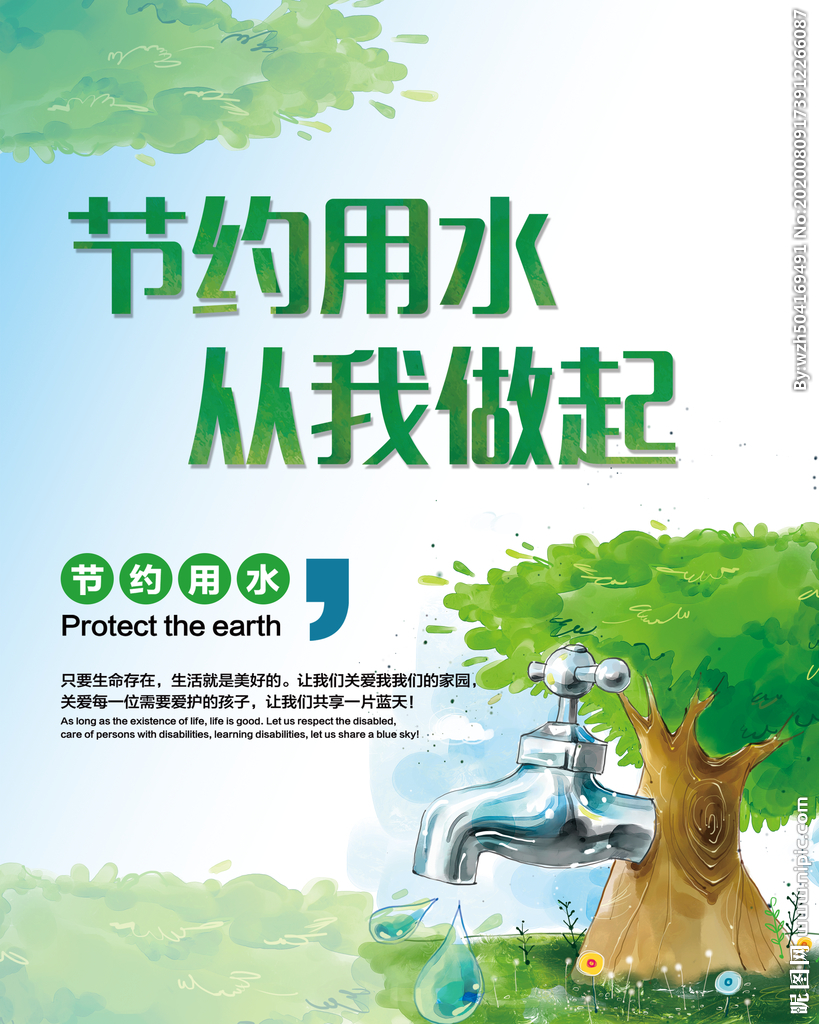 节约用水
从我做起
节约用水
Protect the earth
只要生命存在，生活就是美好的。让我们关爱我我们的家园，
关爱每一位需要爱护的孩子，让我们共享一片蓝天！
As long as the existence of life, life is good. Let us respect the disabled,
care of persons with disabilities, learning disabilities, let us share a blue sky!
By:wzh504169491 No.20200809173912266087
昵图网 www.nipic.com